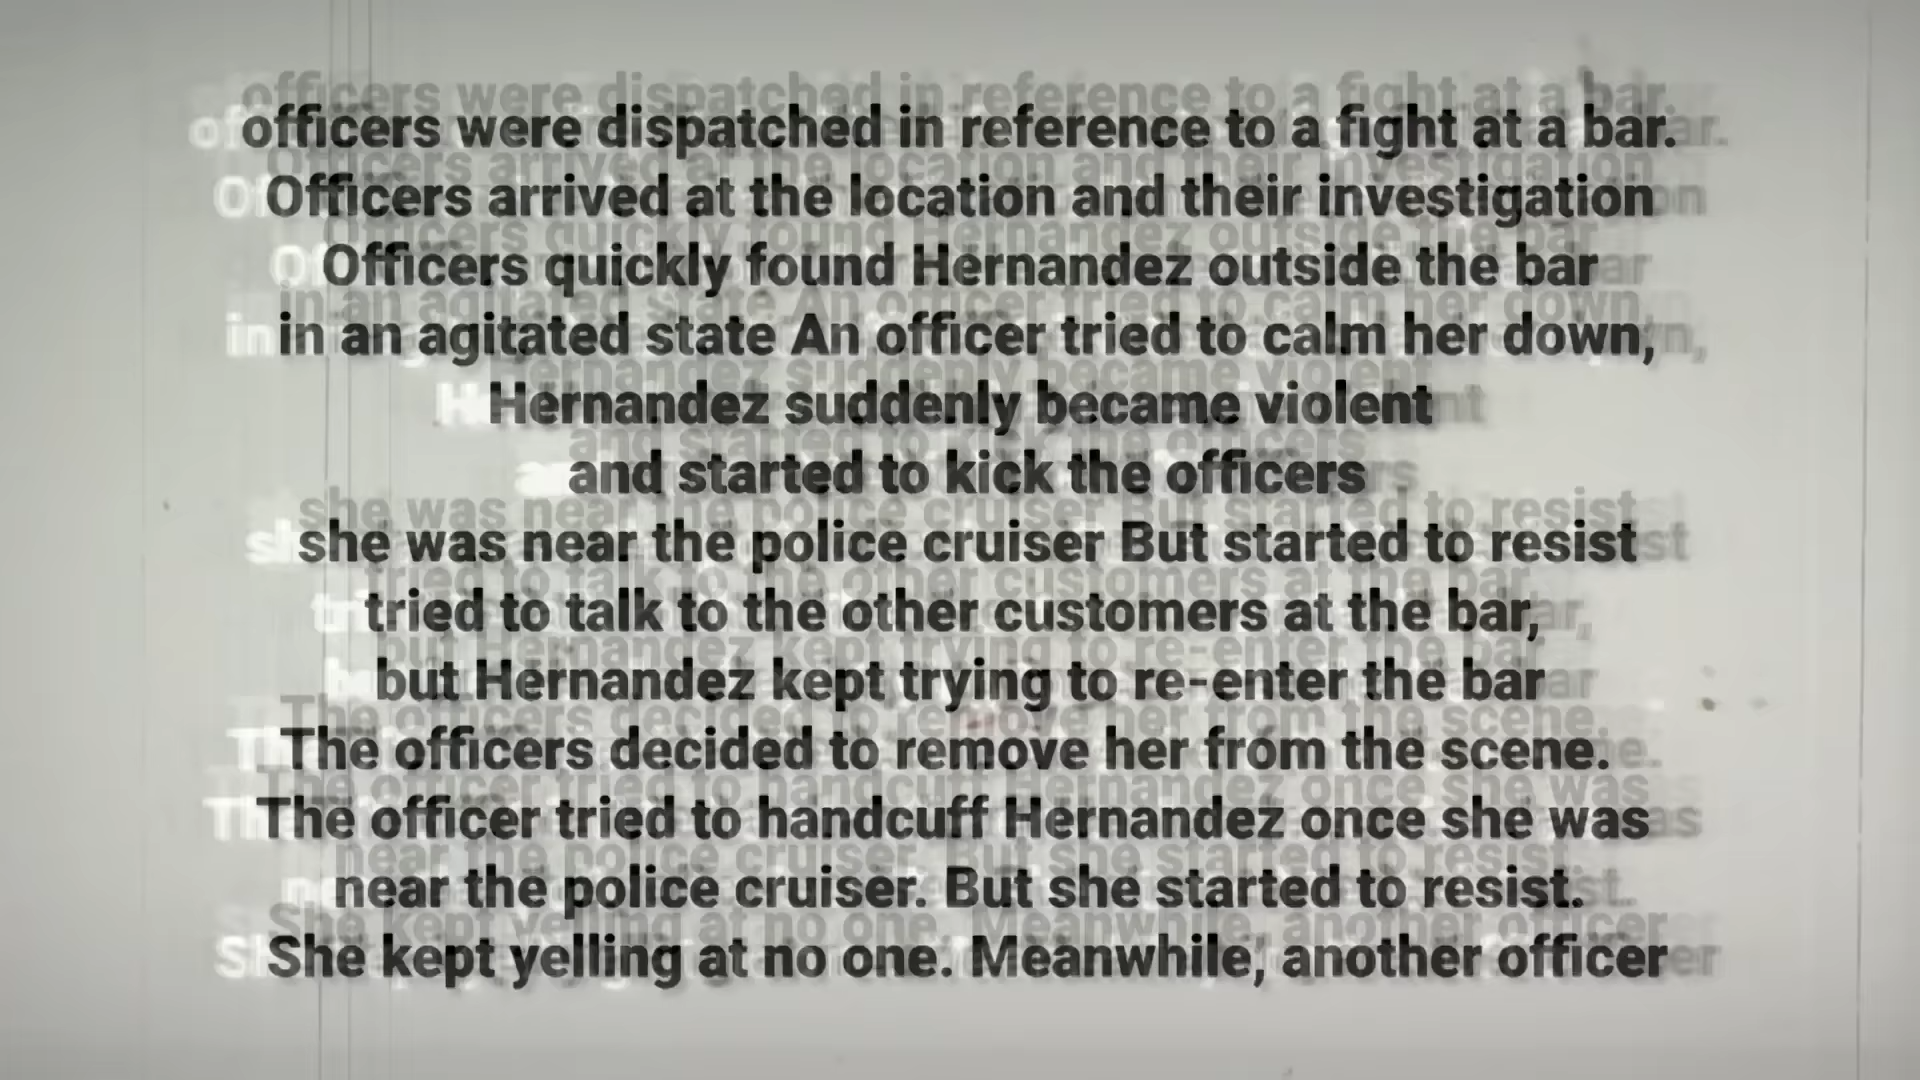 officers were dispatched in reference to a fight at a bar.
Officers arrived at the location and their investigation
Officers quickly found Hernandez outside the bar
in an agitated state An officer tried to calm her down,
Hernandez suddenly became violent
and started to kick the officers
she was near the police cruiser But started to resist
tried to talk to the other customers at the bar,
but Hernandez kept trying to re-enter the bar
The officers decided to remove her from the scene.
The officer tried to handcuff Hernandez once she was
near the police cruiser. But she started to resist.
She kept yelling at no one. Meanwhile, another officer